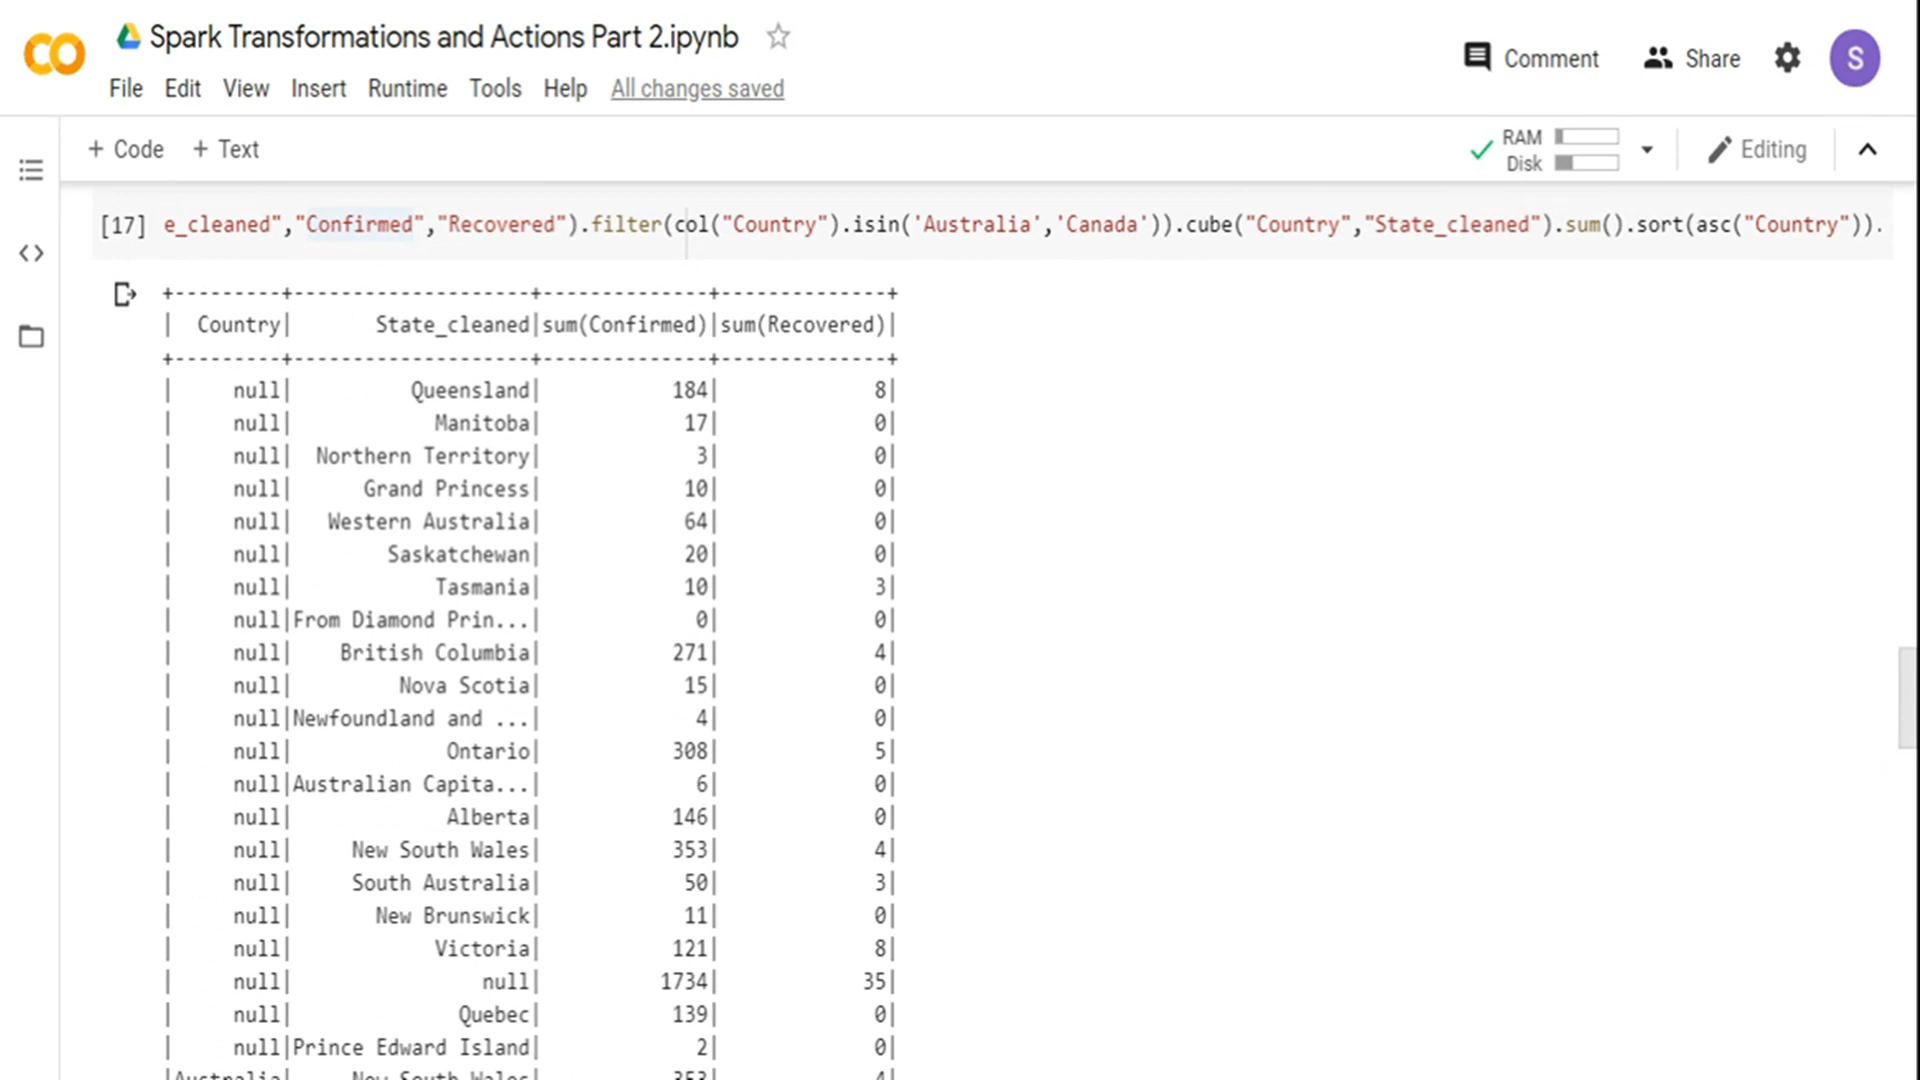 Spark Transformations and Actions Part 2.ipynb
Comment Share S
File Edit View Insert Runtime Tools Help All changes saved
+ Code + Text
RAM
Disk
Editing
[17] e_cleaned","Confirmed","Recovered").filter(col("Country").isin('Australia','Canada')).cube("Country","State_cleaned").sum().sort(asc("Country")).
+---------+--------------------+--------------+--------------+
| Country| State_cleaned|sum(Confirmed)|sum(Recovered)|
+---------+--------------------+--------------+--------------+
| null| Queensland| 184| 8|
| null| Manitoba| 17| 0|
| null| Northern Territory| 3| 0|
| null| Grand Princess| 10| 0|
| null| Western Australia| 64| 0|
| null| Saskatchewan| 20| 0|
| null| Tasmania| 10| 3|
| null|From Diamond Prin...| 0| 0|
| null| British Columbia| 271| 4|
| null| Nova Scotia| 15| 0|
| null|Newfoundland and ...| 4| 0|
| null| Ontario| 308| 5|
| null|Australian Capita...| 6| 0|
| null| Alberta| 146| 0|
| null| New South Wales| 353| 4|
| null| South Australia| 50| 3|
| null| New Brunswick| 11| 0|
| null| Victoria| 121| 8|
| null| null| 1734| 35|
| null| Quebec| 139| 0|
| null|Prince Edward Island| 2| 0|
|Australia| New South Wales| 353| 4|